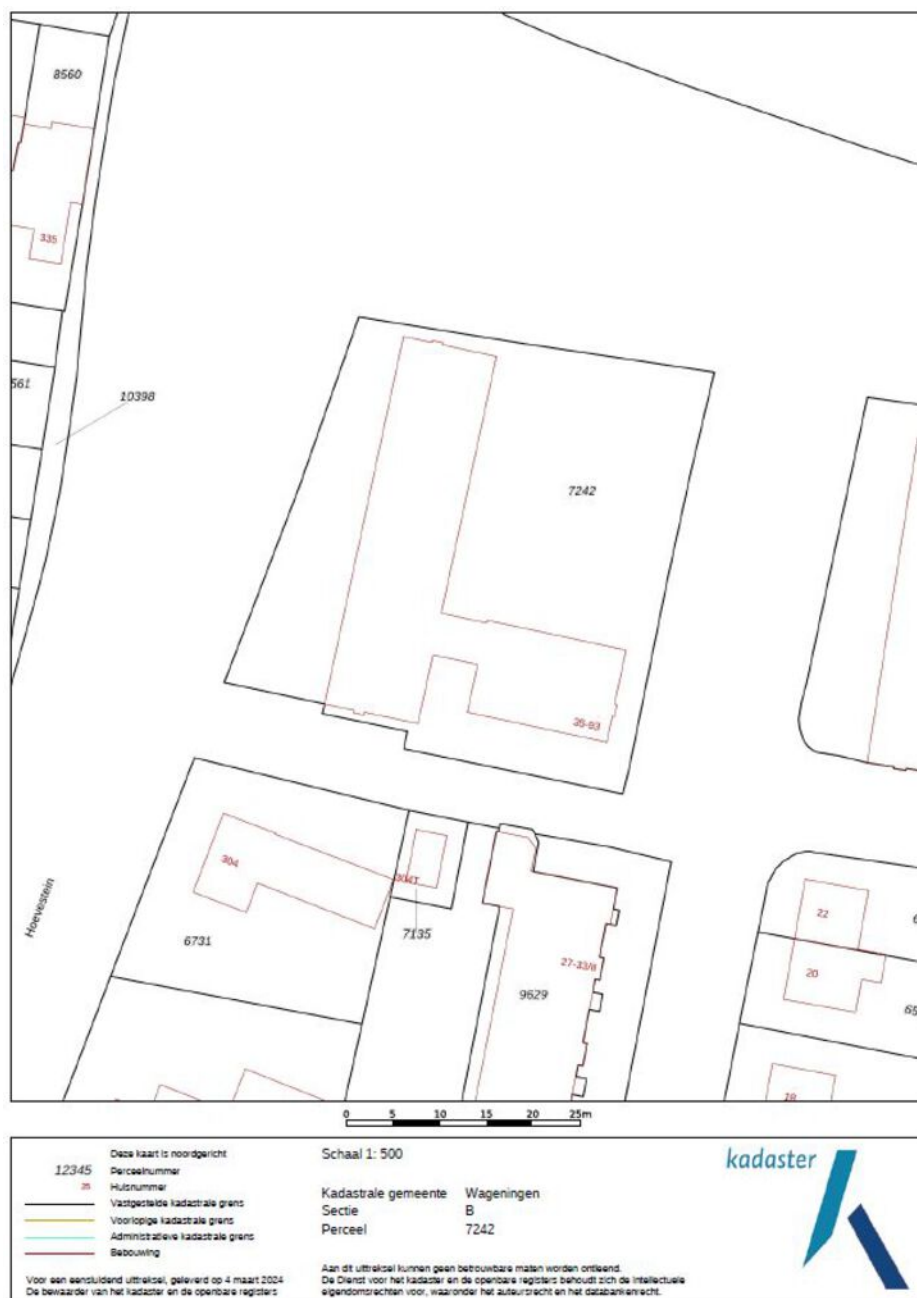 8560
335
561
10398
7242
35-93
304
304T
7135
6731
27-33/8
9629
22
20
18
Hoevestein
0 5 10 15 20 25m
Deze kaart is noordgericht
12345 Perceelnummer
25 Huisnummer
Vastgestelde kadastrale grens
Voorlopige kadastrale grens
Administratieve kadastrale grens
Bebouwing
Voor een eensluidend uittreksel, geleverd op 4 maart 2024
De bewaarder van het kadaster en de openbare registers
Schaal 1: 500
Kadastrale gemeente Wageningen
Sectie B
Perceel 7242
Aan dit uittreksel kunnen geen betrouwbare maten worden ontleend.
De Dienst voor het kadaster en de openbare registers behoudt zich de intellectuele
eigendomsrechten voor, waaronder het auteursrecht en het databankenrecht.
kadaster